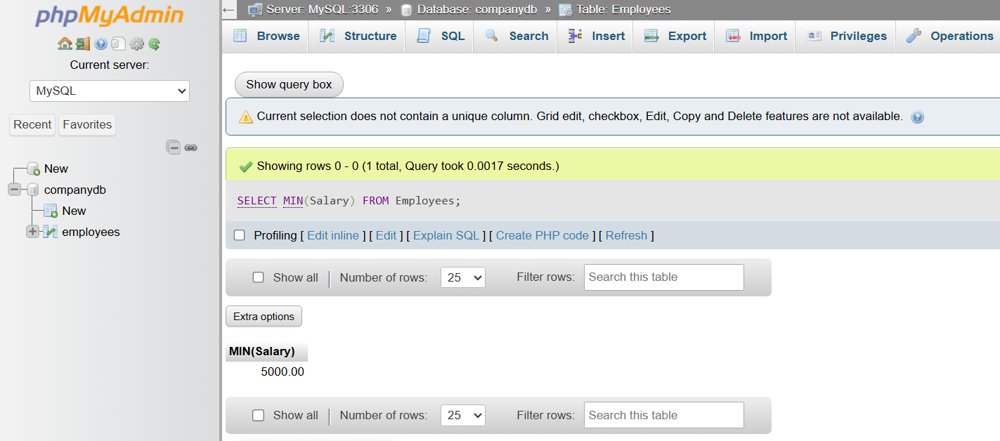 phpMyAdmin
Current server:
MySQL
Recent Favorites
New
companydb
New
employees
← Server: MySQL:3306 » Database: companydb » Table: Employees
Browse Structure SQL Search Insert Export Import Privileges Operations
Show query box
Current selection does not contain a unique column. Grid edit, checkbox, Edit, Copy and Delete features are not available.
Showing rows 0 - 0 (1 total, Query took 0.0017 seconds.)
SELECT MIN(Salary) FROM Employees;
Profiling [ Edit inline ] [ Edit ] [ Explain SQL ] [ Create PHP code ] [ Refresh ]
Show all | Number of rows: 25 Filter rows: Search this table
Extra options
MIN(Salary)
5000.00
Show all | Number of rows: 25 Filter rows: Search this table